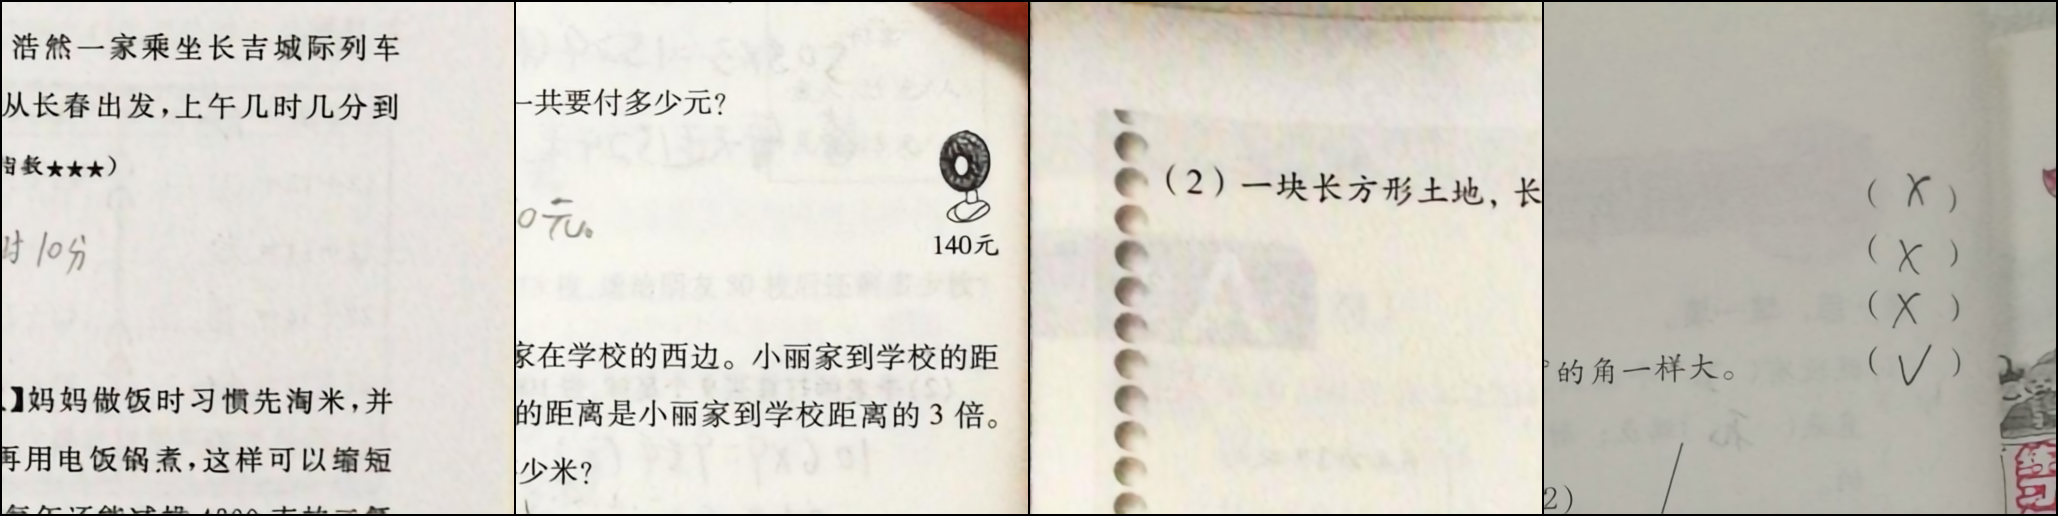 浩然一家乘坐长吉城际列车
从长春出发，上午几时几分到
★★★）
时10分
】妈妈做饭时习惯先淘米，并
再用电饭锅煮，这样可以缩短
一共要付多少元？
0元。
140元
家在学校的西边。小丽家到学校的距
的距离是小丽家到学校距离的 3 倍。
少米？
（2）一块长方形土地，长
（ X ）
（ X ）
（ X ）
°的角一样大。 （ √ ）
2）